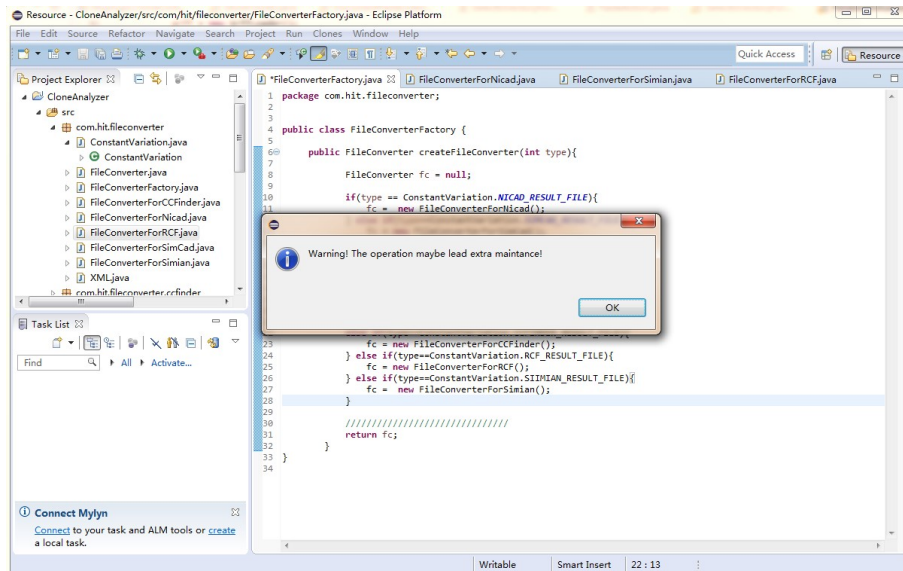 Resource - CloneAnalyzer/src/com/hit/fileconverter/FileConverterFactory.java - Eclipse Platform
File Edit Source Refactor Navigate Search Project Run Clones Window Help
Quick Access
Resource
Project Explorer
CloneAnalyzer
src
com.hit.fileconverter
ConstantVariation.java
ConstantVariation
FileConverter.java
FileConverterFactory.java
FileConverterForCCFinder.java
FileConverterForNicad.java
FileConverterForRCF.java
FileConverterForSimCad.java
FileConverterForSimian.java
XML.java
com.hit.fileconverter.ccfinder
Task List
Find All Activate...
Connect Mylyn
Connect to your task and ALM tools or create
a local task.
*FileConverterFactory.java FileConverterForNicad.java FileConverterForSimian.java FileConverterForRCF.java
1 package com.hit.fileconverter;
2
3
4 public class FileConverterFactory {
5
6 public FileConverter createFileConverter(int type){
7
8 FileConverter fc = null;
9
10 if(type == ConstantVariation.NICAD_RESULT_FILE){
11 fc = new FileConverterForNicad();
Warning! The operation maybe lead extra maintance!
OK
23 fc = new FileConverterForCCFinder();
24 } else if(type==ConstantVariation.RCF_RESULT_FILE){
25 fc = new FileConverterForRCF();
26 } else if(type==ConstantVariation.SIIMIAN_RESULT_FILE){
27 fc = new FileConverterForSimian();
28 }
29
30 ///////////////////////////////
31 return fc;
32 }
33 }
34
Writable Smart Insert 22 : 13